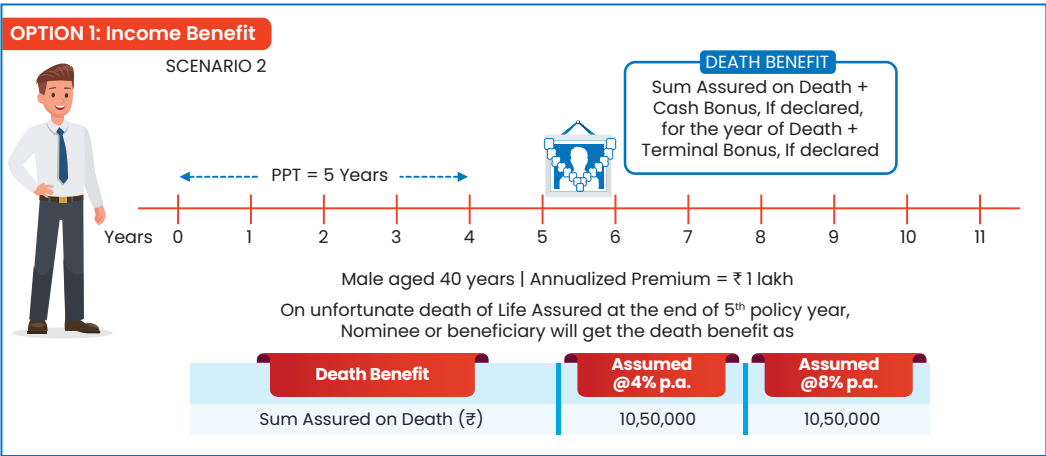 OPTION 1: Income Benefit
SCENARIO 2
DEATH BENEFIT
Sum Assured on Death +
Cash Bonus, If declared,
for the year of Death +
Terminal Bonus, If declared
PPT = 5 Years
Years 0 1 2 3 4 5 6 7 8 9 10 11
Male aged 40 years | Annualized Premium = ₹ 1 lakh
On unfortunate death of Life Assured at the end of 5th policy year,
Nominee or beneficiary will get the death benefit as
Death Benefit Assured @4% p.a. Assumed @8% p.a.
Sum Assured on Death (₹) 10,50,000 10,50,000